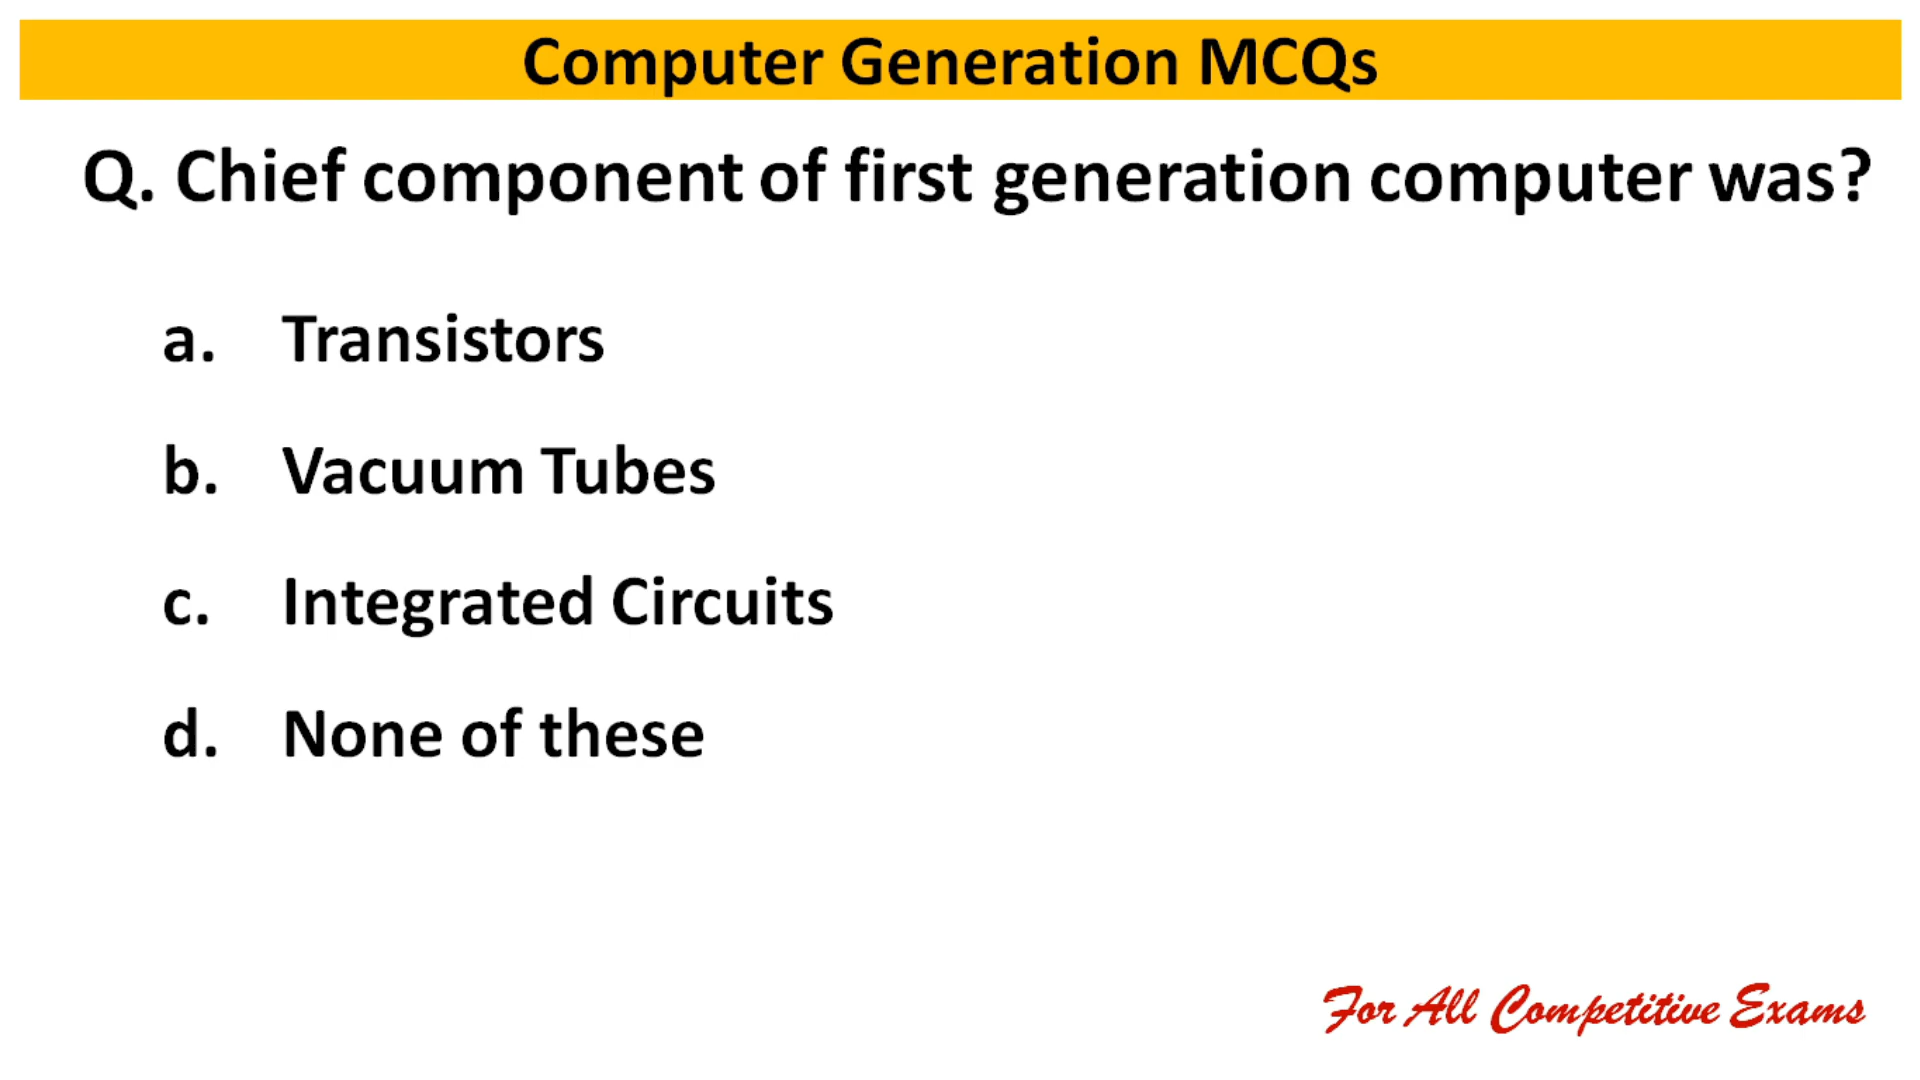 Computer Generation MCQs
Q. Chief component of first generation computer was?
a. Transistors
b. Vacuum Tubes
c. Integrated Circuits
d. None of these
For All Competitive Exams